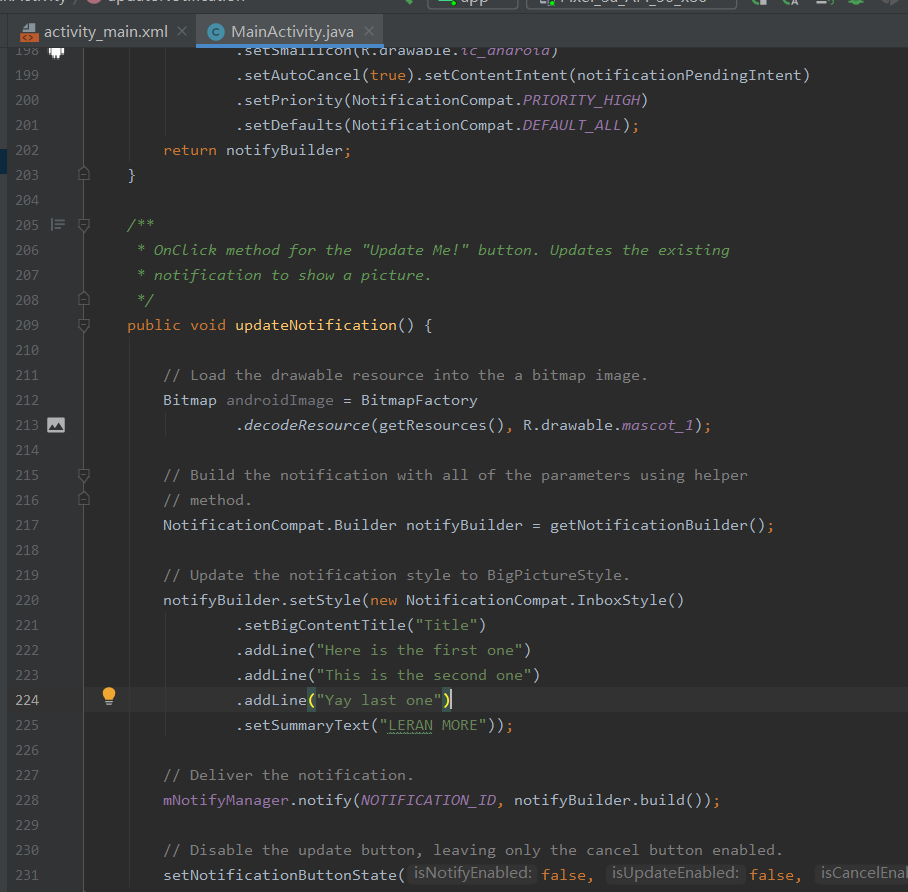 updateNotification
app
activity_main.xml
MainActivity.java
198 .setSmallIcon(R.drawable.ic_android)
199 .setAutoCancel(true).setContentIntent(notificationPendingIntent)
200 .setPriority(NotificationCompat.PRIORITY_HIGH)
201 .setDefaults(NotificationCompat.DEFAULT_ALL);
202 return notifyBuilder;
203 }
204
205 /**
206 * OnClick method for the "Update Me!" button. Updates the existing
207 * notification to show a picture.
208 */
209 public void updateNotification() {
210
211 // Load the drawable resource into the a bitmap image.
212 Bitmap androidImage = BitmapFactory
213 .decodeResource(getResources(), R.drawable.mascot_1);
214
215 // Build the notification with all of the parameters using helper
216 // method.
217 NotificationCompat.Builder notifyBuilder = getNotificationBuilder();
218
219 // Update the notification style to BigPictureStyle.
220 notifyBuilder.setStyle(new NotificationCompat.InboxStyle()
221 .setBigContentTitle("Title")
222 .addLine("Here is the first one")
223 .addLine("This is the second one")
224 .addLine("Yay last one")
225 .setSummaryText("LERAN MORE"));
226
227 // Deliver the notification.
228 mNotifyManager.notify(NOTIFICATION_ID, notifyBuilder.build());
229
230 // Disable the update button, leaving only the cancel button enabled.
231 setNotificationButtonState( isNotifyEnabled: false, isUpdateEnabled: false, isCancelEnal